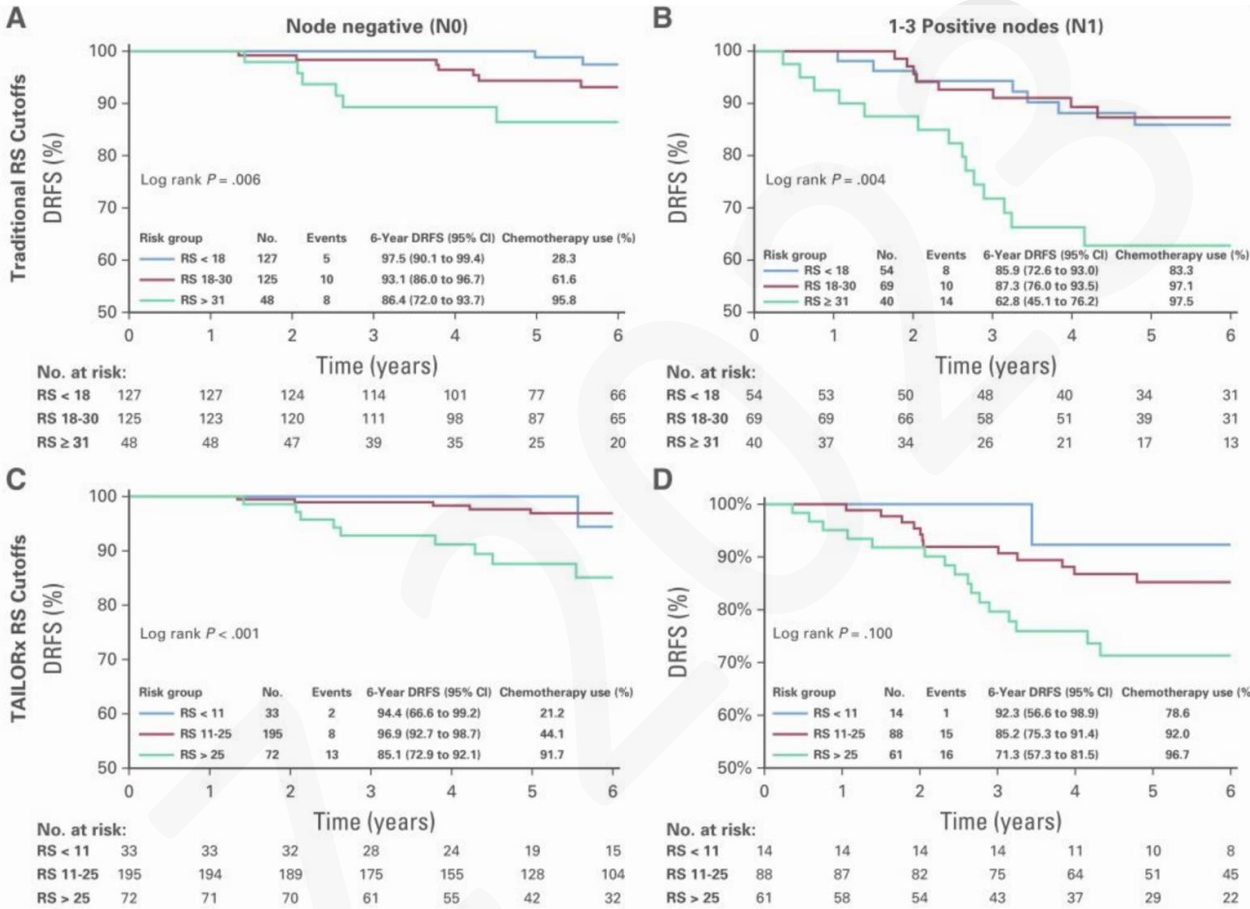 A
Node negative (N0)
Traditional RS Cutoffs
DRFS (%)
100
90
80
70
60
50
Log rank P = .006
Risk group No. Events 6-Year DRFS (95% CI) Chemotherapy use (%)
RS < 18 127 5 97.5 (90.1 to 99.4) 28.3
RS 18-30 125 10 93.1 (86.0 to 96.7) 61.6
RS > 31 48 8 86.4 (72.0 to 93.7) 95.8
0 1 2 3 4 5 6
Time (years)
No. at risk:
RS < 18 127 127 124 114 101 77 66
RS 18-30 125 123 120 111 98 87 65
RS ≥ 31 48 48 47 39 35 25 20
B
1-3 Positive nodes (N1)
DRFS (%)
100
90
80
70
60
50
Log rank P = .004
Risk group No. Events 6-Year DRFS (95% CI) Chemotherapy use (%)
RS < 18 54 8 85.9 (72.6 to 93.0) 83.3
RS 18-30 69 10 87.3 (76.0 to 93.5) 97.1
RS ≥ 31 40 14 62.8 (45.1 to 76.2) 97.5
0 1 2 3 4 5 6
Time (years)
No. at risk:
RS < 18 54 53 50 48 40 34 31
RS 18-30 69 69 66 58 51 39 31
RS ≥ 31 40 37 34 26 21 17 13
C
TAILORx RS Cutoffs
DRFS (%)
100
90
80
70
60
50
Log rank P < .001
Risk group No. Events 6-Year DRFS (95% CI) Chemotherapy use (%)
RS < 11 33 2 94.4 (66.6 to 99.2) 21.2
RS 11-25 195 8 96.9 (92.7 to 98.7) 44.1
RS > 25 72 13 85.1 (72.9 to 92.1) 91.7
0 1 2 3 4 5 6
Time (years)
No. at risk:
RS < 11 33 33 32 28 24 19 15
RS 11-25 195 194 189 175 155 128 104
RS > 25 72 71 70 61 55 42 32
D
DRFS (%)
100%
90%
80%
70%
60%
50%
Log rank P = .100
Risk group No. Events 6-Year DRFS (95% CI) Chemotherapy use (%
RS < 11 14 1 92.3 (56.6 to 98.9) 78.6
RS 11-25 88 15 85.2 (75.3 to 91.4) 92.0
RS > 25 61 16 71.3 (57.3 to 81.5) 96.7
0 1 2 3 4 5 6
Time (years)
No. at risk:
RS < 11 14 14 14 14 11 10 8
RS 11-25 88 87 82 75 64 51 45
RS > 25 61 58 54 43 37 29 22